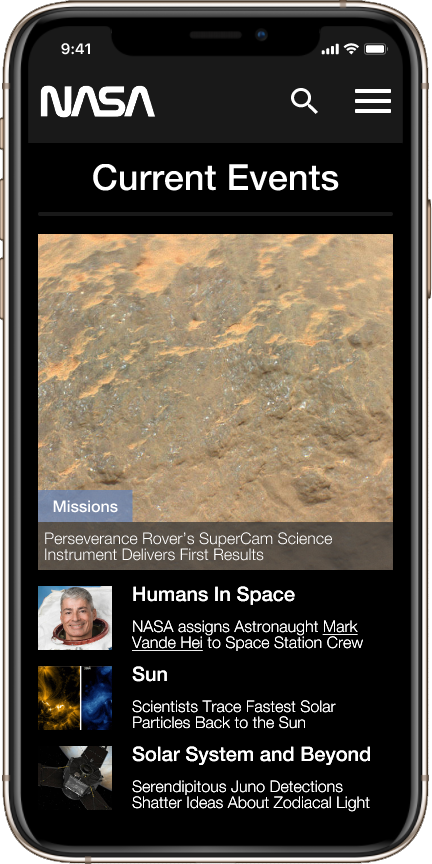 9:41
NASA
Current Events
Missions
Perseverance Rover's SuperCam Science
Instrument Delivers First Results
Humans In Space
NASA assigns Astronaught Mark
Vande Hei to Space Station Crew
Sun
Scientists Trace Fastest Solar
Particles Back to the Sun
Solar System and Beyond
Serendipitous Juno Detections
Shatter Ideas About Zodiacal Light